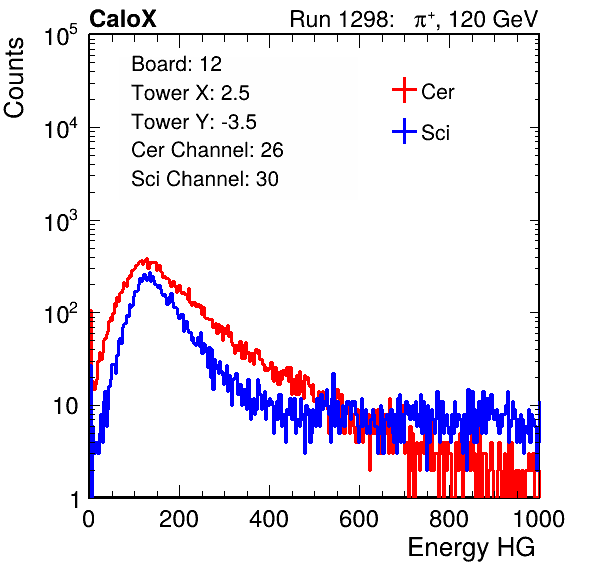 CaloX Run 1298: π⁺, 120 GeV
Board: 12
Tower X: 2.5
Tower Y: -3.5
Cer Channel: 26
Sci Channel: 30
Cer
Sci
Counts
10⁵
10⁴
10³
10²
10
1
0 200 400 600 800 1000
Energy HG